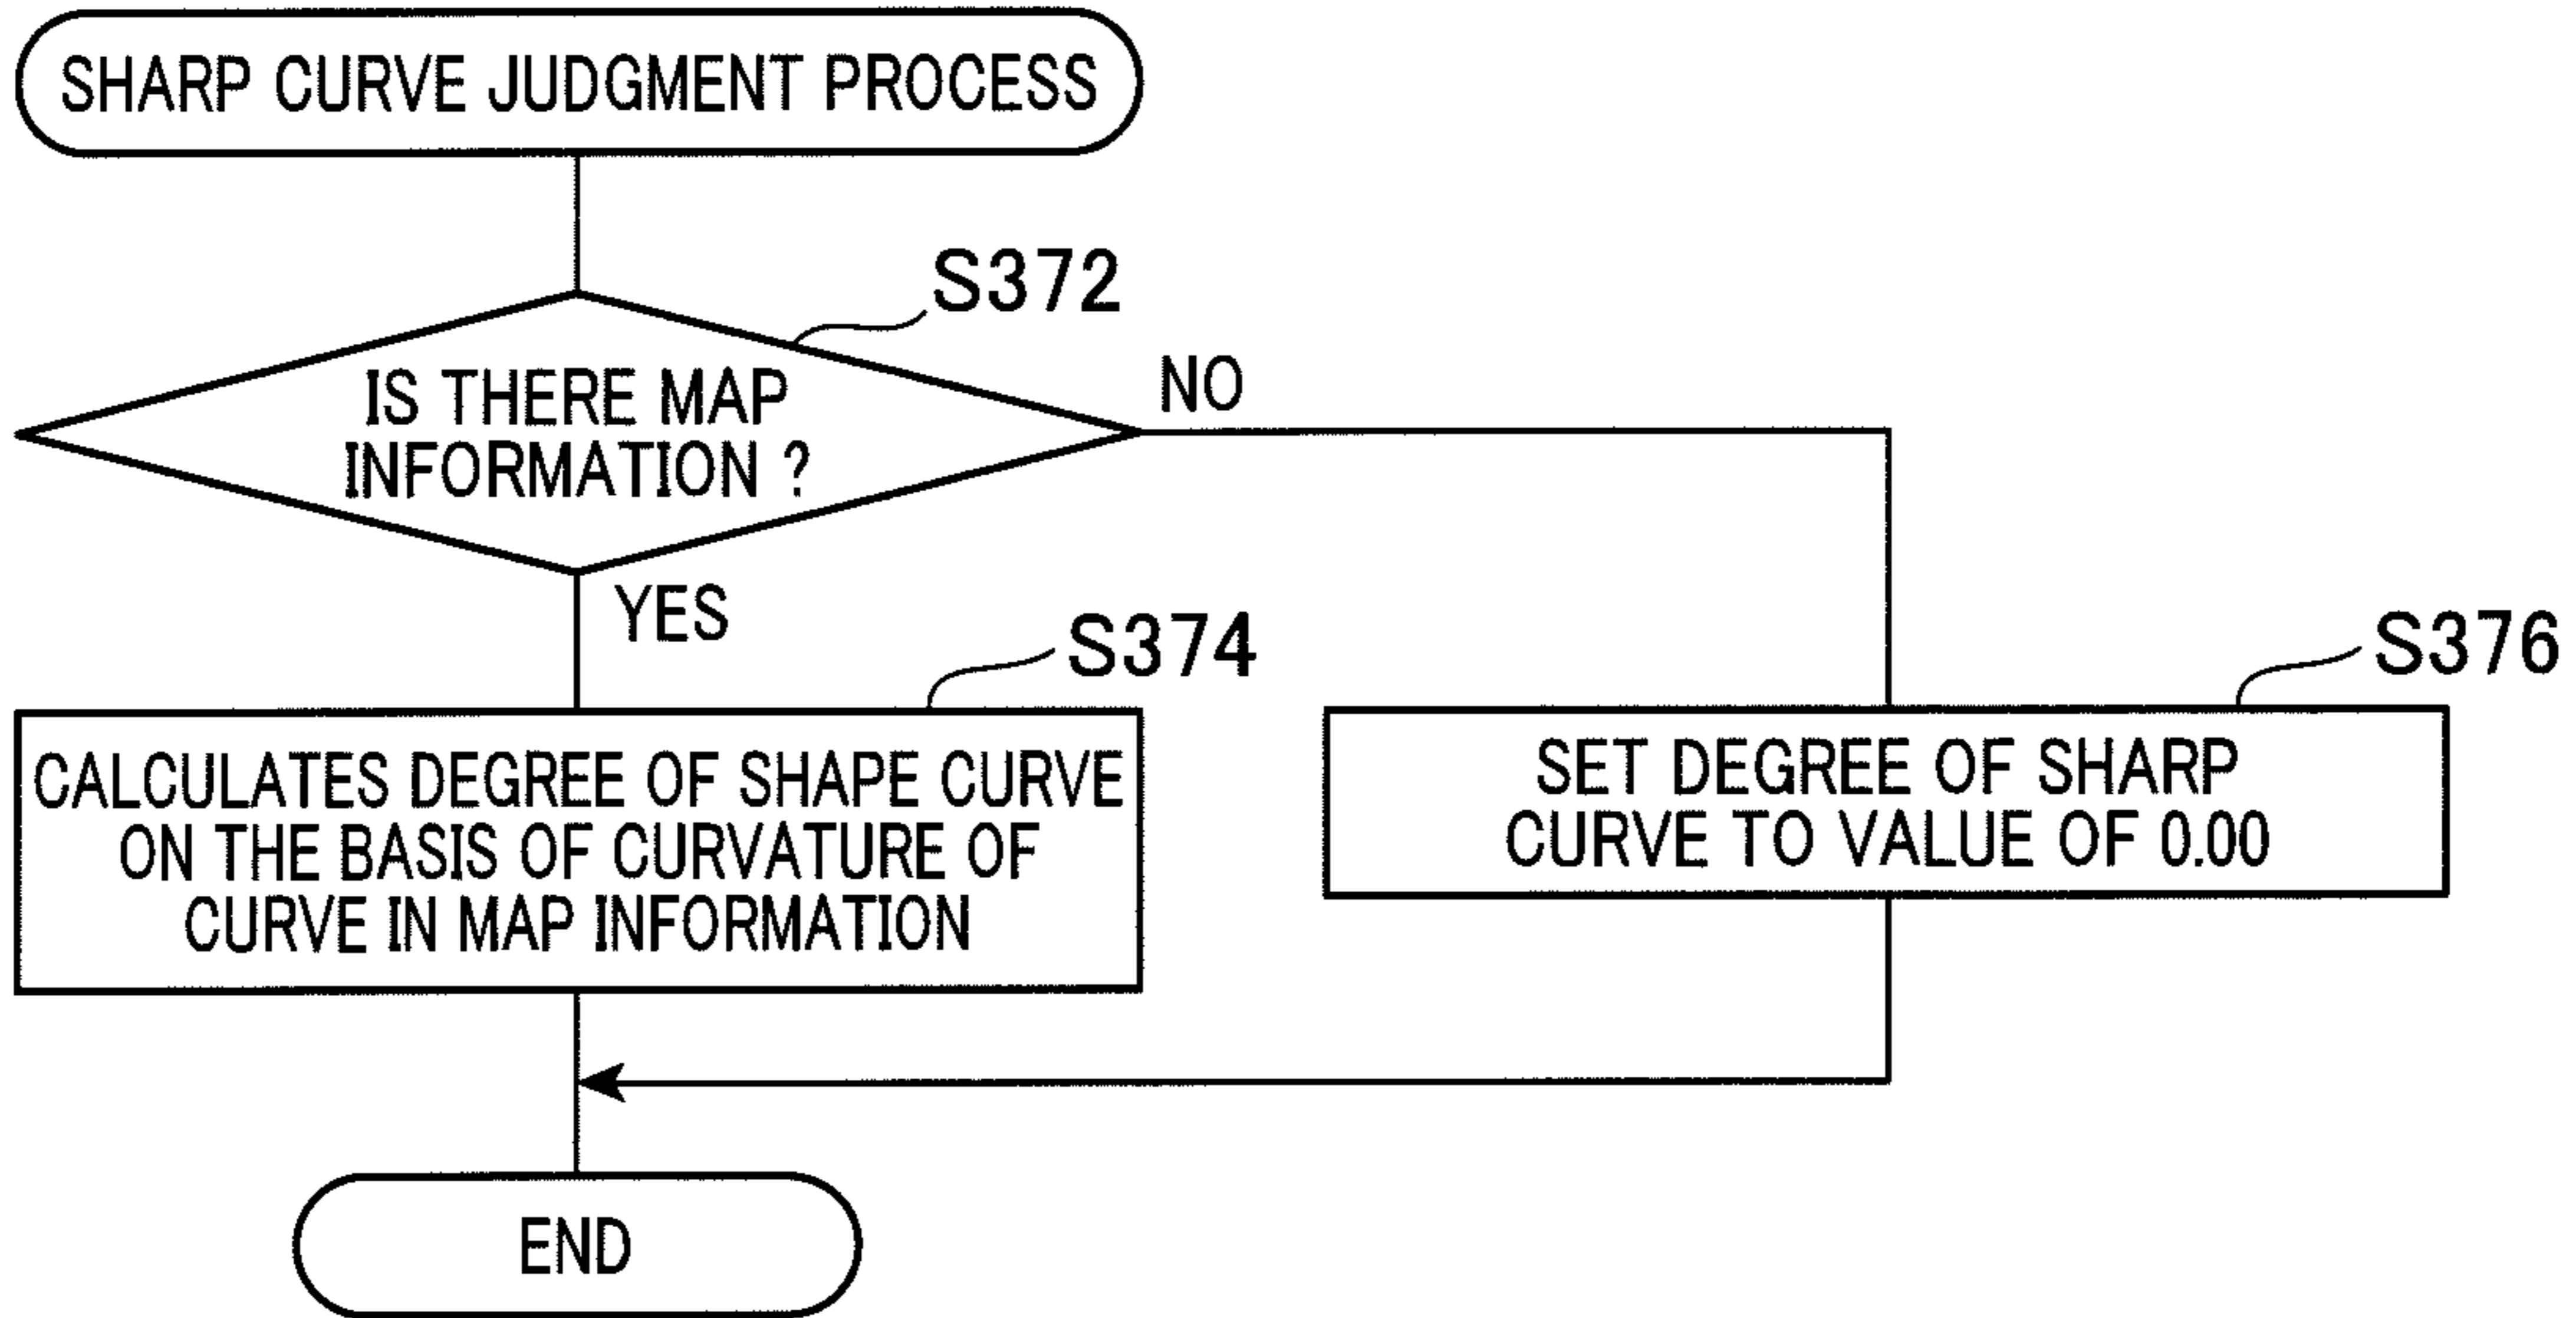 SHARP CURVE JUDGMENT PROCESS
S372
IS THERE MAP
INFORMATION ?
NO
YES
S374
CALCULATES DEGREE OF SHAPE CURVE
ON THE BASIS OF CURVATURE OF
CURVE IN MAP INFORMATION
S376
SET DEGREE OF SHARP
CURVE TO VALUE OF 0.00
END